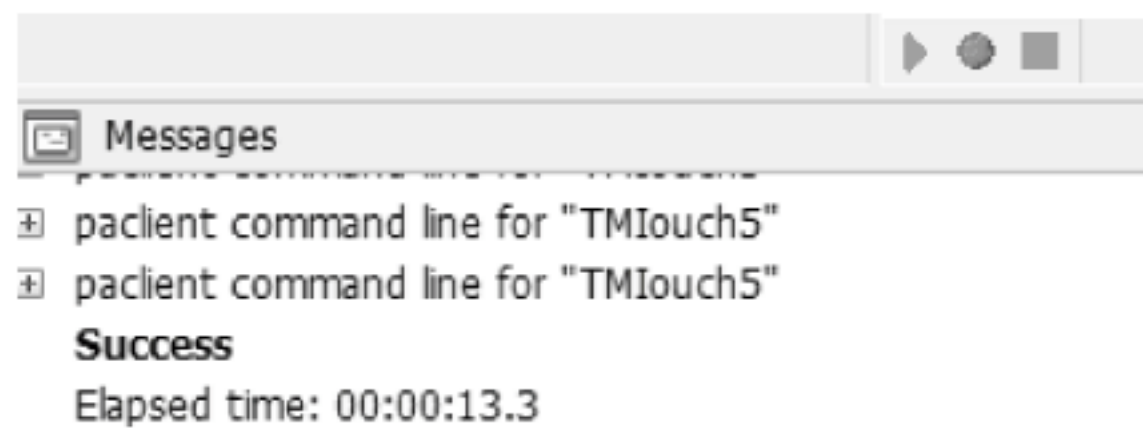 Messages
paclient command line for "TMIouch5"
paclient command line for "TMIouch5"
Success
Elapsed time: 00:00:13.3